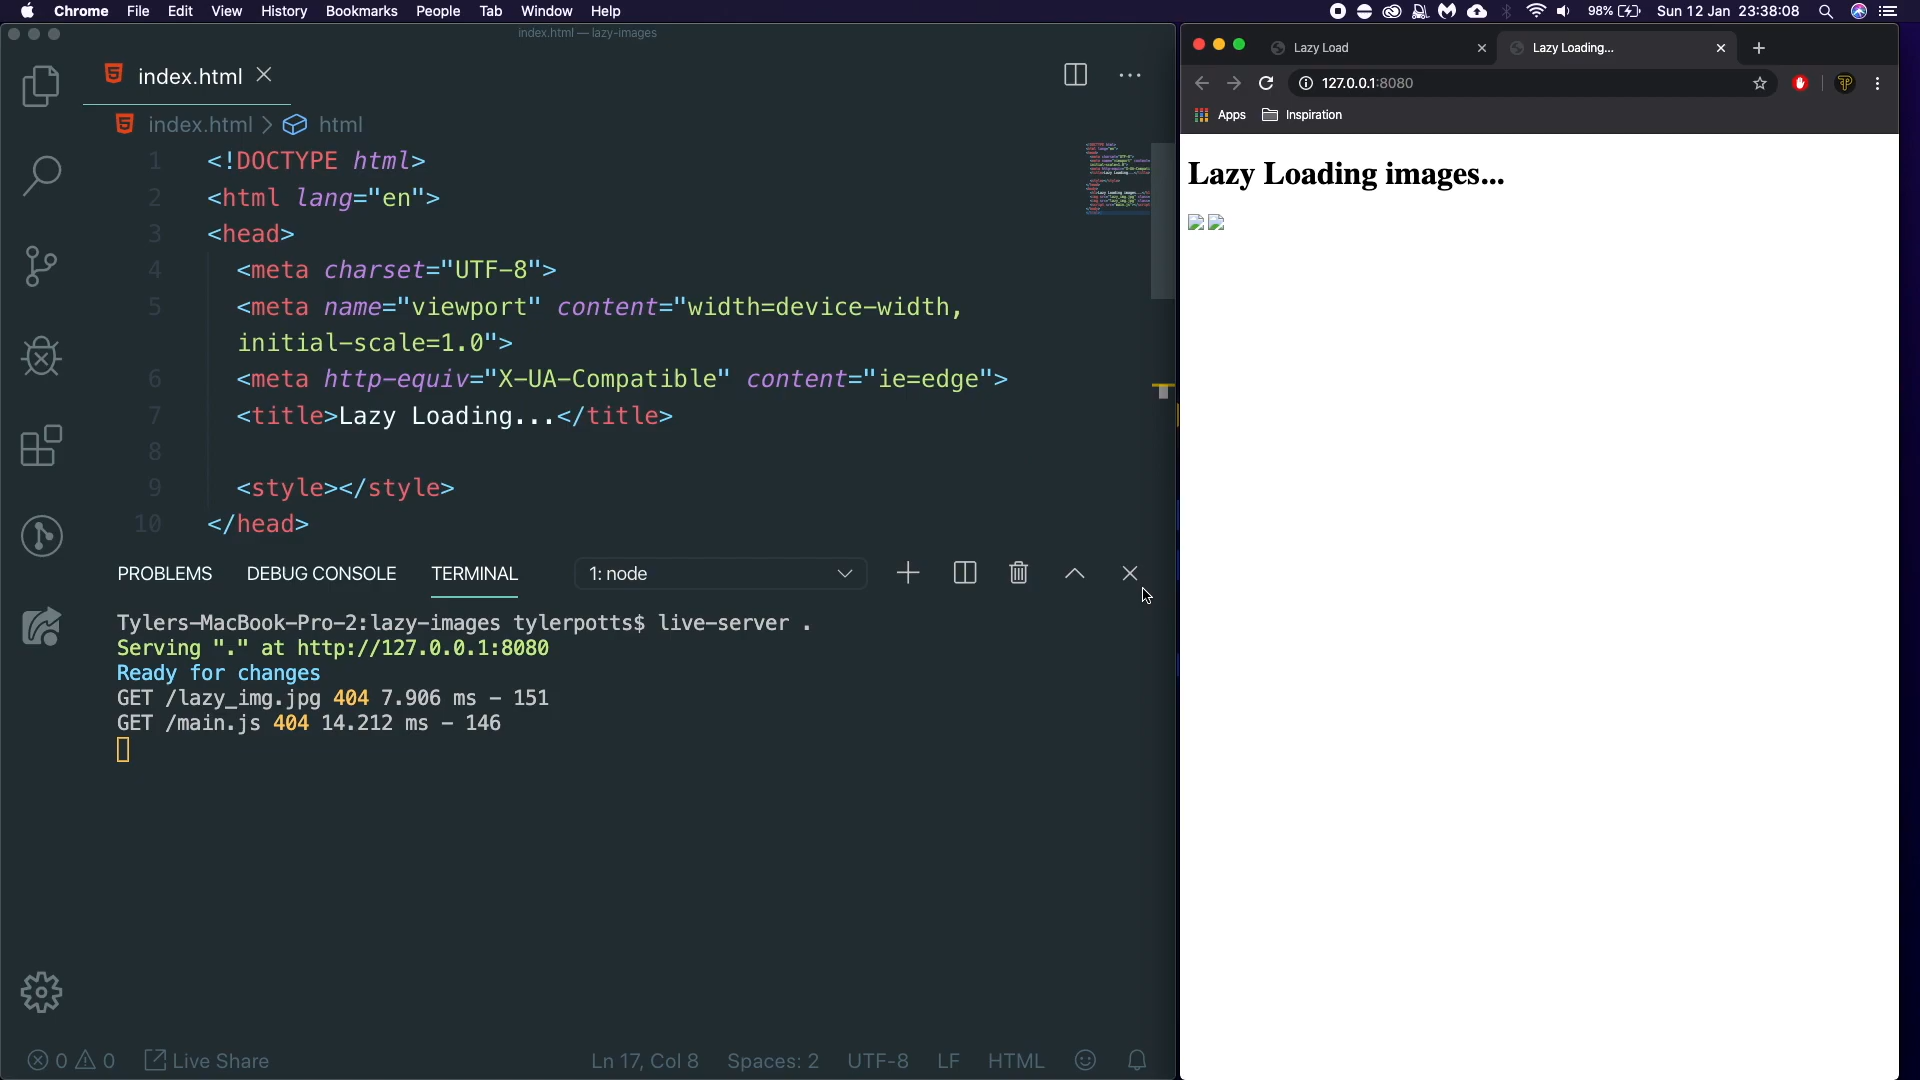 Chrome File Edit View History Bookmarks People Tab Window Help
98% Sun 12 Jan 23:38:08
index.html — lazy-images
index.html
index.html > html
1 <!DOCTYPE html>
2 <html lang="en">
3 <head>
4 <meta charset="UTF-8">
5 <meta name="viewport" content="width=device-width,
initial-scale=1.0">
6 <meta http-equiv="X-UA-Compatible" content="ie=edge">
7 <title>Lazy Loading...</title>
8
9 <style></style>
10 </head>
PROBLEMS DEBUG CONSOLE TERMINAL 1: node
Tylers-MacBook-Pro-2:lazy-images tylerpotts$ live-server .
Serving "." at http://127.0.0.1:8080
Ready for changes
GET /lazy_img.jpg 404 7.906 ms - 151
GET /main.js 404 14.212 ms - 146
0 0 Live Share Ln 17, Col 8 Spaces: 2 UTF-8 LF HTML
Lazy Load Lazy Loading...
127.0.0.1:8080
Apps Inspiration
Lazy Loading images...